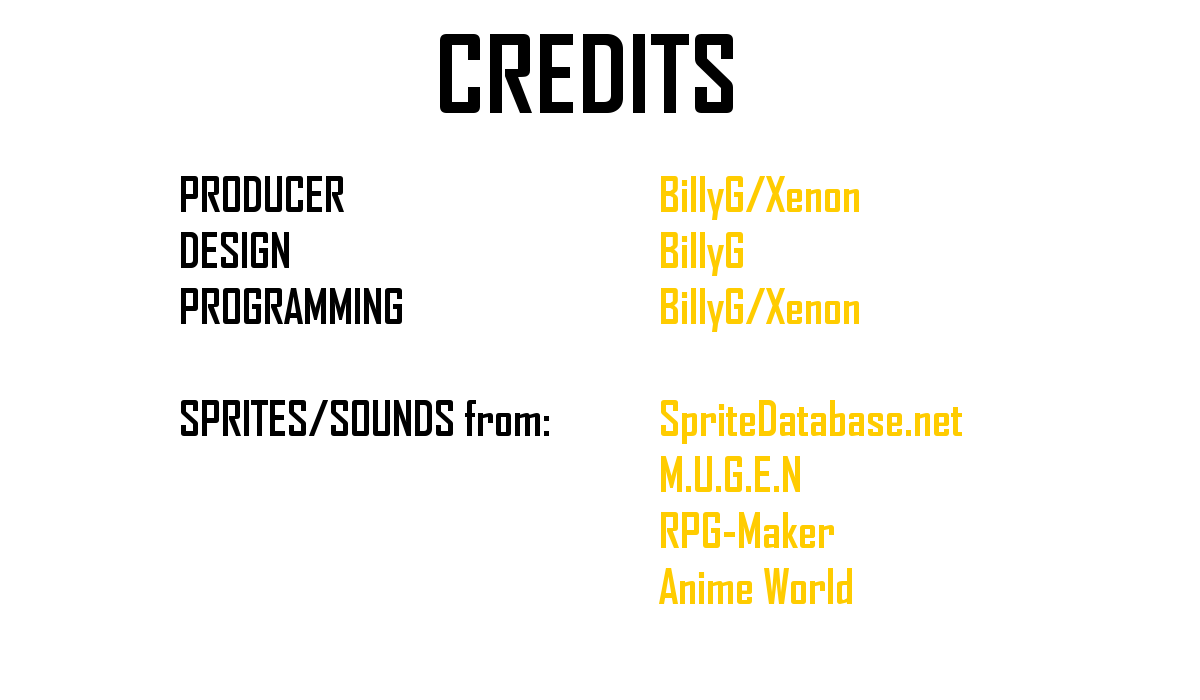 CREDITS
PRODUCER BillyG/Xenon
DESIGN BillyG
PROGRAMMING BillyG/Xenon
SPRITES/SOUNDS from: SpriteDatabase.net
M.U.G.E.N
RPG-Maker
Anime World